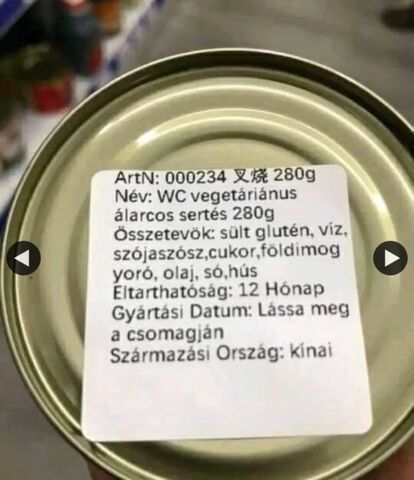 ArtN: 000234 叉烧 280g
Név: WC vegetáriánus
álarcos sertés 280g
Összetevök: sült glutén, víz,
szójaszósz,cukor,földimog
yoró, olaj, só,hús
Eltarthatóság: 12 Hónap
Gyártási Datum: Lássa meg
a csomagján
Származási Ország: kínai